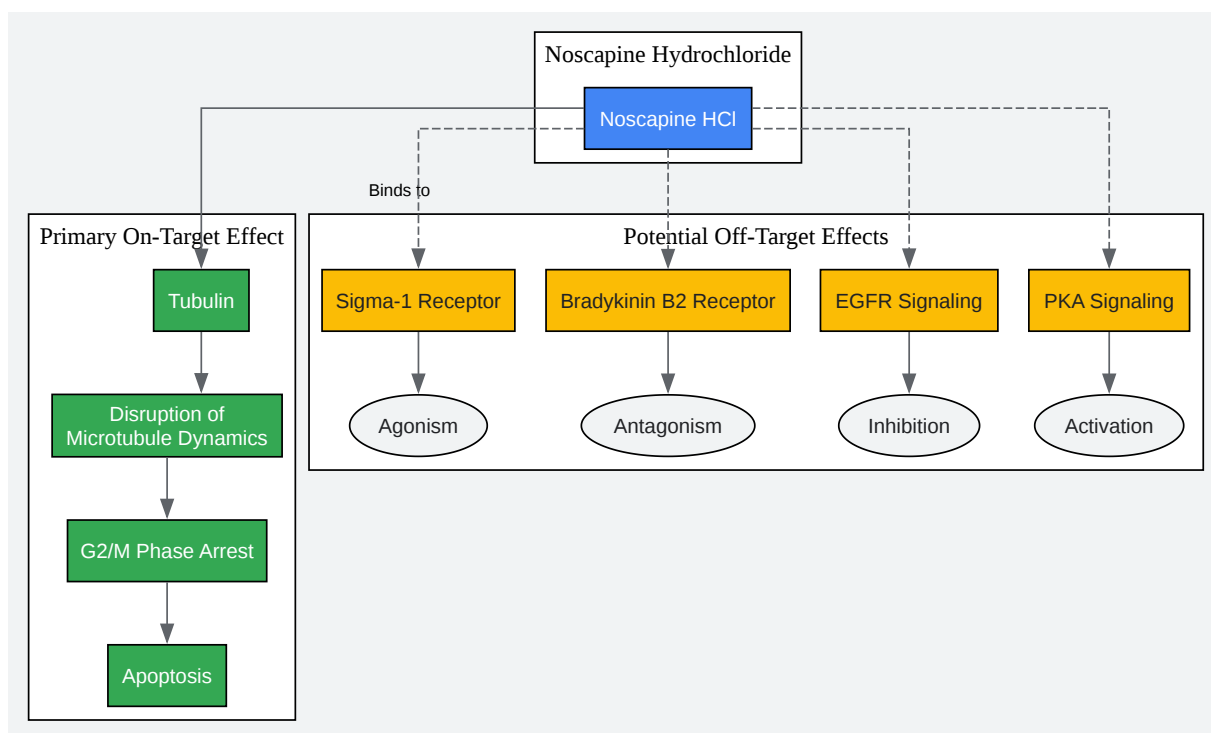 Noscapine Hydrochloride
Noscapine HCl
Binds to
Primary On-Target Effect
Potential Off-Target Effects
Tubulin
Sigma-1 Receptor
Bradykinin B2 Receptor
EGFR Signaling
PKA Signaling
Disruption of
Microtubule Dynamics
Agonism
Antagonism
Inhibition
Activation
G2/M Phase Arrest
Apoptosis